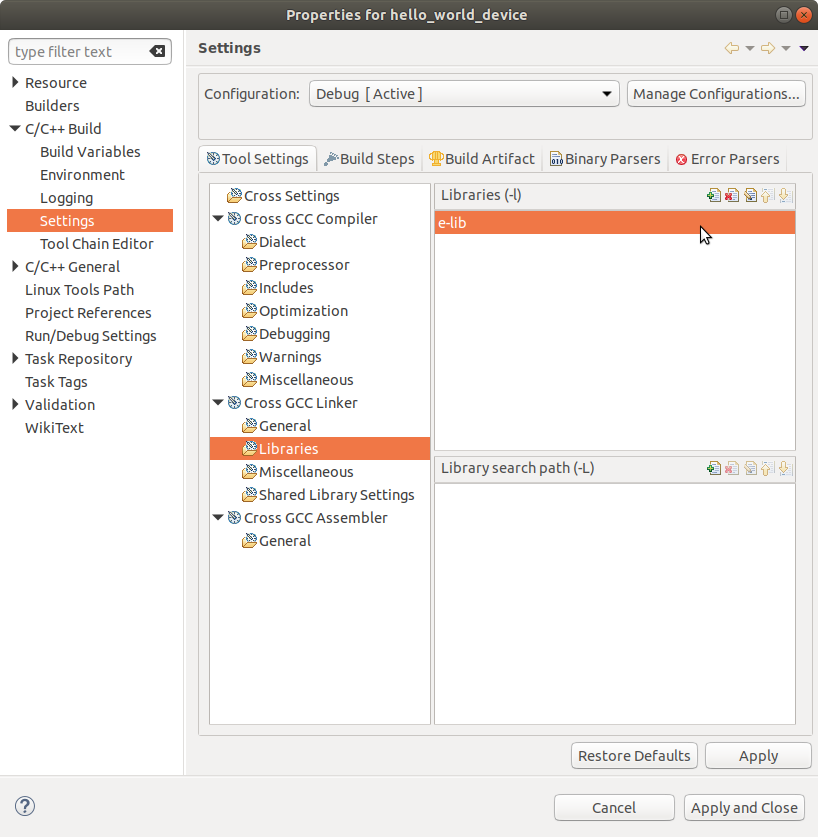 Properties for hello_world_device
type filter text
Resource
Builders
C/C++ Build
Build Variables
Environment
Logging
Settings
Tool Chain Editor
C/C++ General
Linux Tools Path
Project References
Run/Debug Settings
Task Repository
Task Tags
Validation
WikiText
Settings
Configuration: Debug [ Active ] Manage Configurations...
Tool Settings Build Steps Build Artifact Binary Parsers Error Parsers
Cross Settings
Cross GCC Compiler
Dialect
Preprocessor
Includes
Optimization
Debugging
Warnings
Miscellaneous
Cross GCC Linker
General
Libraries
Miscellaneous
Shared Library Settings
Cross GCC Assembler
General
Libraries (-l)
e-lib
Library search path (-L)
Restore Defaults Apply
? Cancel Apply and Close